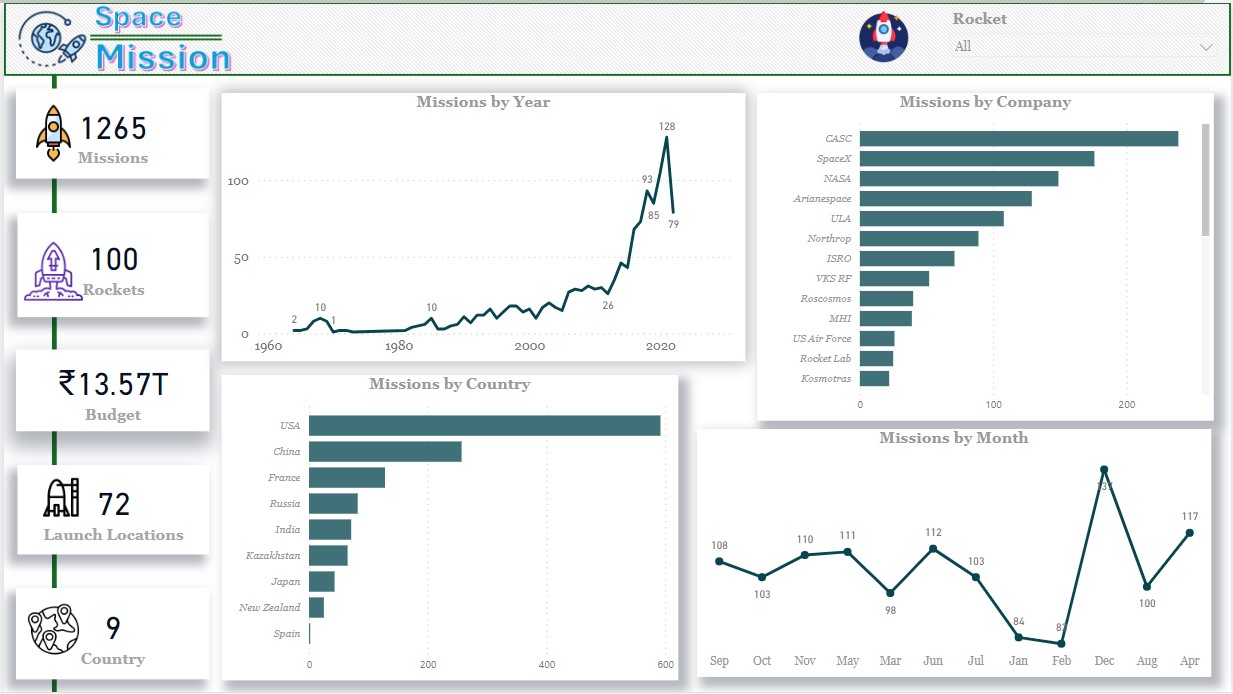 Space
Mission
Rocket
All
1265
Missions
100
Rockets
₹13.57T
Budget
72
Launch Locations
9
Country
Missions by Year
128
93
85
79
26
10
10
2
1
100
50
0
1960
1980
2000
2020
Missions by Company
CASC
SpaceX
NASA
Arianespace
ULA
Northrop
ISRO
VKS RF
Roscosmos
MHI
US Air Force
Rocket Lab
Kosmotras
0
100
200
Missions by Country
USA
China
France
Russia
India
Kazakhstan
Japan
New Zealand
Spain
0
200
400
600
Missions by Month
108
103
110
111
98
112
103
84
100
117
Sep
Oct
Nov
May
Mar
Jun
Jul
Jan
Feb
Dec
Aug
Apr